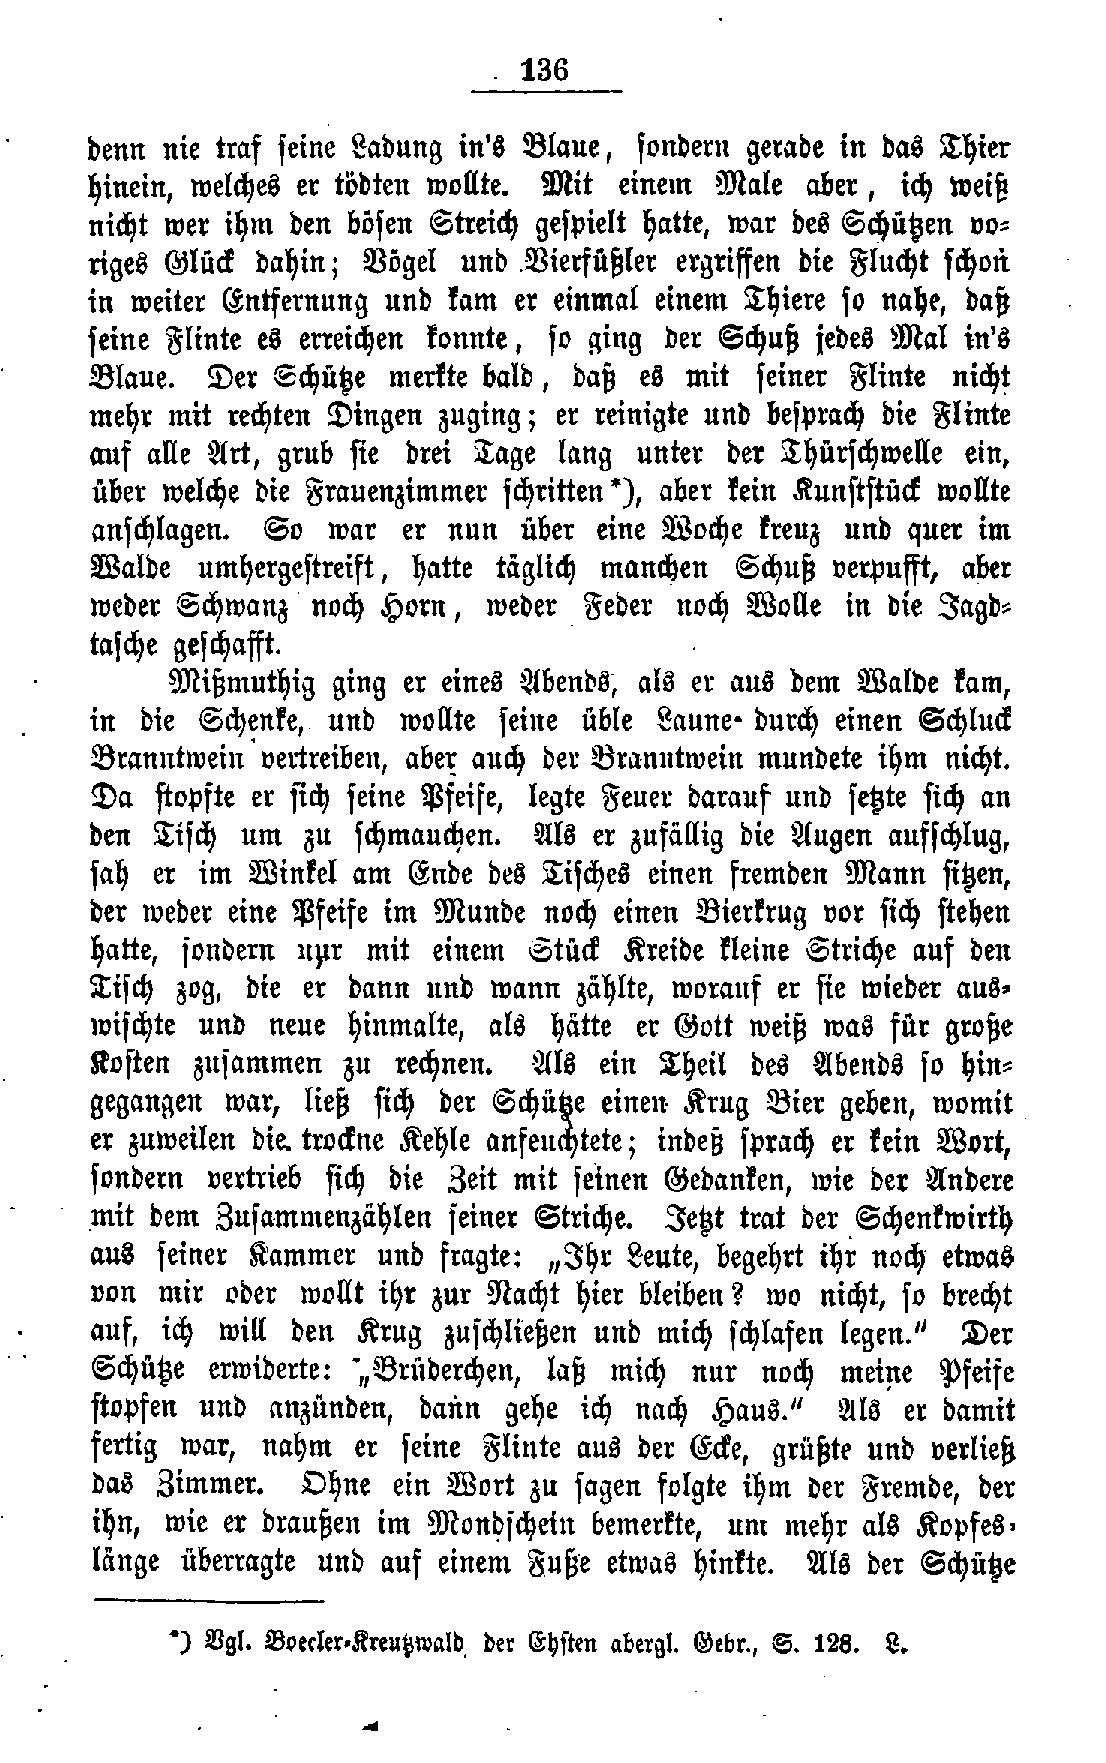 136
denn nie traf seine Ladung in's Blaue, sondern gerade in das Thier
hinein, welches er tödten wollte. Mit einem Male aber, ich weiß
nicht wer ihm den bösen Streich gespielt hatte, war des Schützen vo-
riges Glück dahin; Vögel und Vierfüßler ergriffen die Flucht schon
in weiter Entfernung und kam er einmal einem Thiere so nahe, daß
seine Flinte es erreichen konnte, so ging der Schuß jedes Mal in's
Blaue. Der Schütze merkte bald, daß es mit seiner Flinte nicht
mehr mit rechten Dingen zuging; er reinigte und besprach die Flinte
auf alle Art, grub sie drei Tage lang unter der Thürschwelle ein,
über welche die Frauenzimmer schritten*), aber kein Kunststück wollte
anschlagen. So war er nun über eine Woche kreuz und quer im
Walde umhergestreift, hatte täglich manchen Schuß verpufft, aber
weder Schwanz noch Horn, weder Feder noch Wolle in die Jagd-
tasche geschafft.
Mißmuthig ging er eines Abends, als er aus dem Walde kam,
in die Schenke, und wollte seine üble Laune durch einen Schluck
Branntwein vertreiben, aber auch der Branntwein mundete ihm nicht.
Da stopfte er sich seine Pfeife, legte Feuer darauf und setzte sich an
den Tisch um zu schmauchen. Als er zufällig die Augen aufschlug,
sah er im Winkel am Ende des Tisches einen fremden Mann sitzen,
der weder eine Pfeife im Munde noch einen Bierkrug vor sich stehen
hatte, sondern nur mit einem Stück Kreide kleine Striche auf den
Tisch zog, die er dann und wann zählte, worauf er sie wieder aus-
wischte und neue hinmalte, als hätte er Gott weiß was für große
Kosten zusammen zu rechnen. Als ein Theil des Abends so hin-
gegangen war, ließ sich der Schütze einen Krug Bier geben, womit
er zuweilen die trockne Kehle anfeuchtete; indeß sprach er kein Wort,
sondern vertrieb sich die Zeit mit seinen Gedanken, wie der Andere
mit dem Zusammenzählen seiner Striche. Jetzt trat der Schenkwirth
aus seiner Kammer und fragte: „Ihr Leute, begehrt ihr noch etwas
von mir oder wollt ihr zur Nacht hier bleiben? wo nicht, so brecht
auf, ich will den Krug zuschließen und mich schlafen legen." Der
Schütze erwiderte: „Brüderchen, laß mich nur noch meine Pfeife
stopfen und anzünden, dann gehe ich nach Haus." Als er damit
fertig war, nahm er seine Flinte aus der Ecke, grüßte und verließ
das Zimmer. Ohne ein Wort zu sagen folgte ihm der Fremde, der
ihn, wie er draußen im Mondschein bemerkte, um mehr als Kopfes-
länge überragte und auf einem Fuße etwas hinkte. Als der Schütze
*) Vgl. Boecler-Kreutzwald der Ehsten abergl. Gebr., S. 128. L.